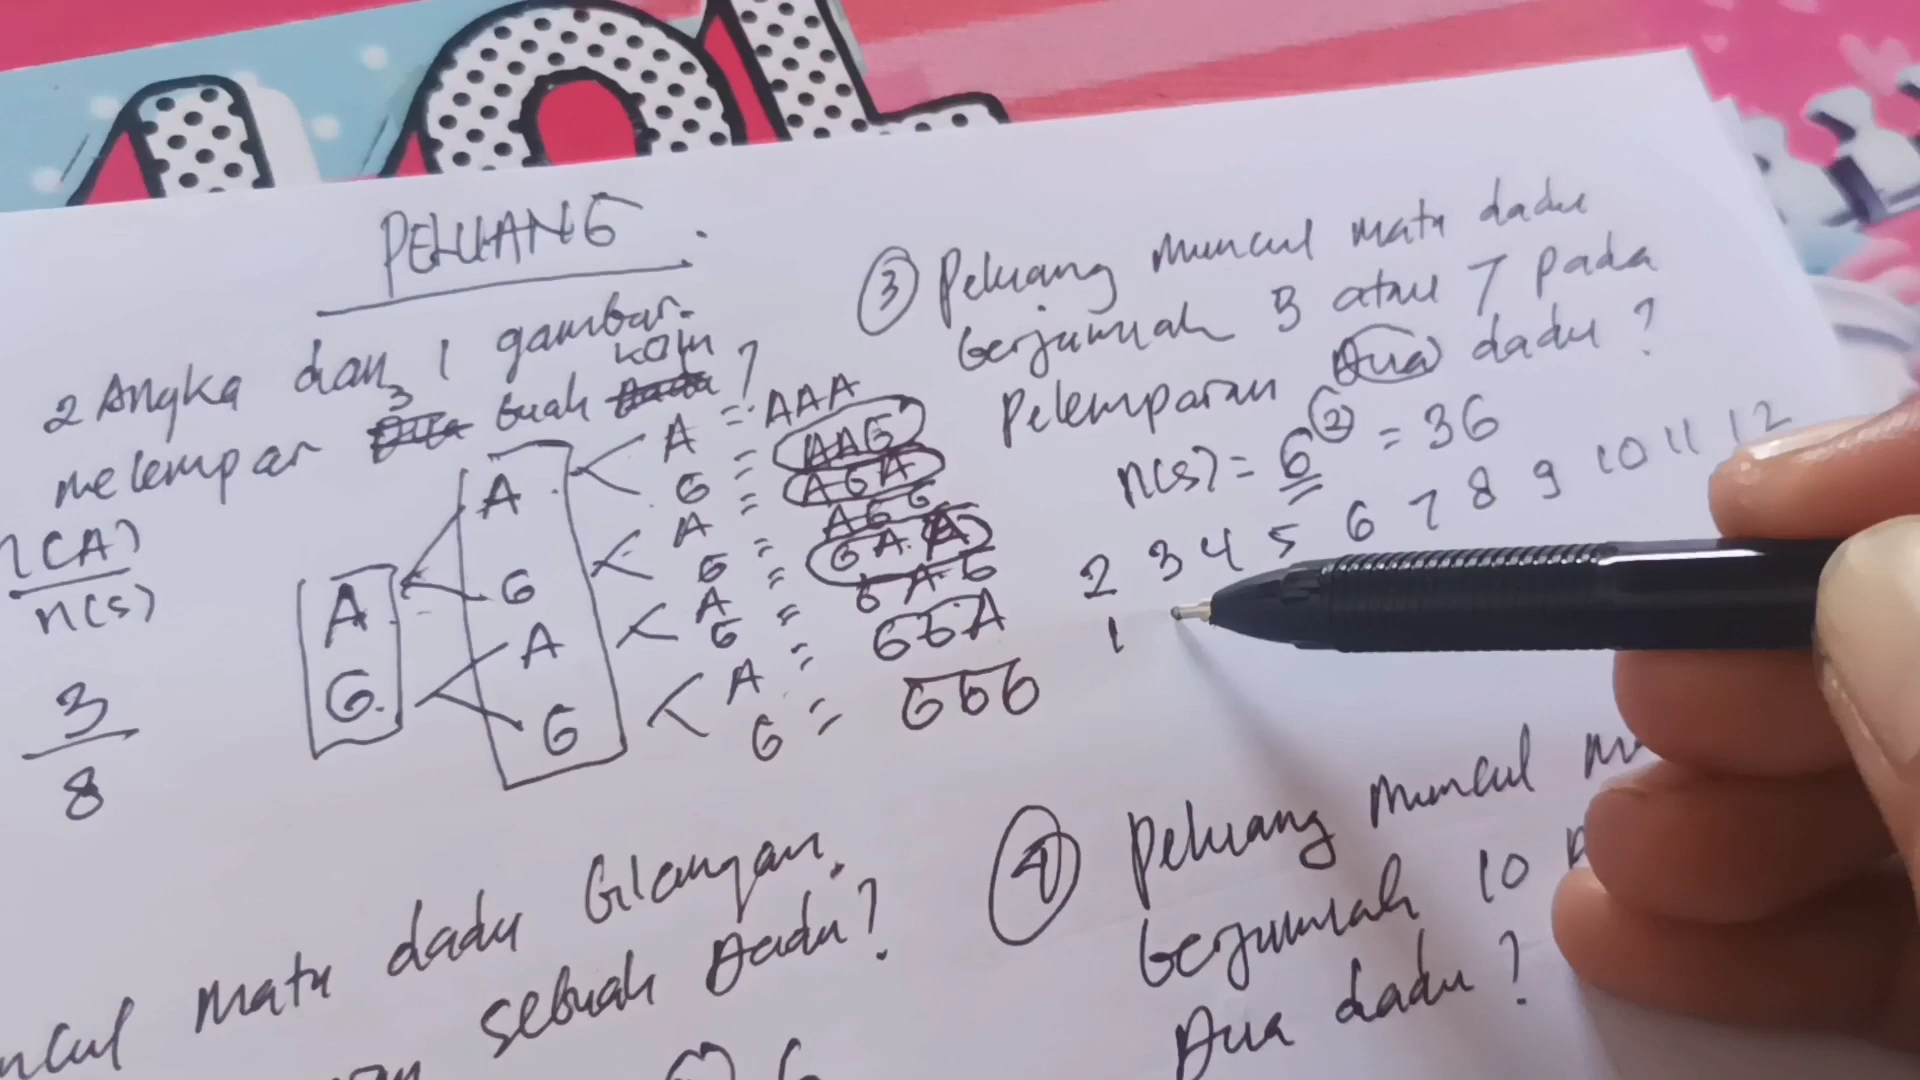 PELUANG.
2 Angka dan 1 gambar.
melempar 3 buah koin ?
n(A)
n(S)
3
8
A
G
A
G
A
G
A = AAA
G = AAG
A = AGA
G = AGG
A = GAA
G = GAG
A = GGA
G = GGG
③ Peluang muncul mata dadu
berjumlah 3 atau 7 pada
Pelemparan dua dadu ?
n(S) = 6² = 36
2 3 4 5 6 7 8 9 10 11 12
1
④ Peluang muncul
berjumlah 10
dua dadu ?
mata dadu bilangan
sebuah dadu ?
6